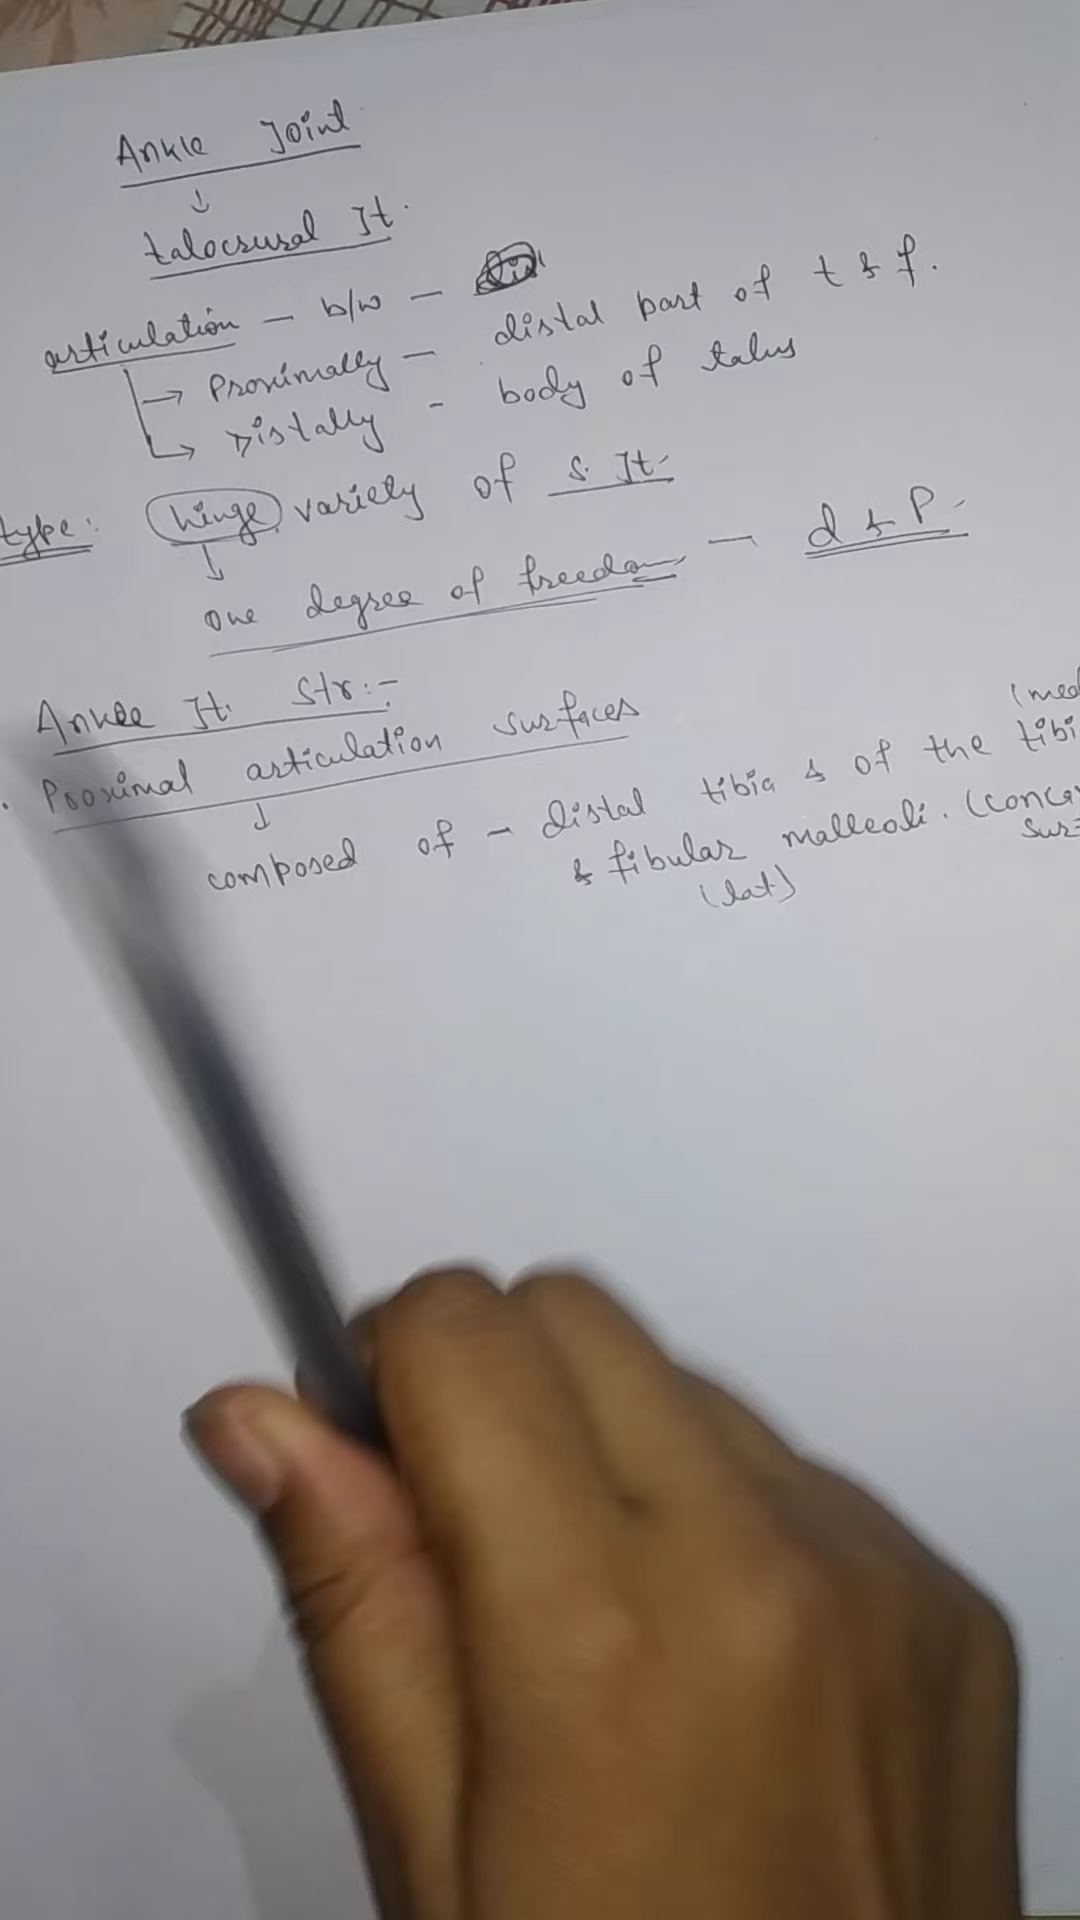 Ankle Joint
↓
talocrural Jt.
articulation – b/w –
→ Proximally – distal part of t & f.
→ Distally – body of talus
type: hinge variety of S. Jt.
↓
one degree of freedom – d & P.
Ankle Jt. Str:-
Proximal articulation surfaces
↓
(med
composed of – distal tibia & of the tibi
& fibular malleoli. (conca
(lat) sur